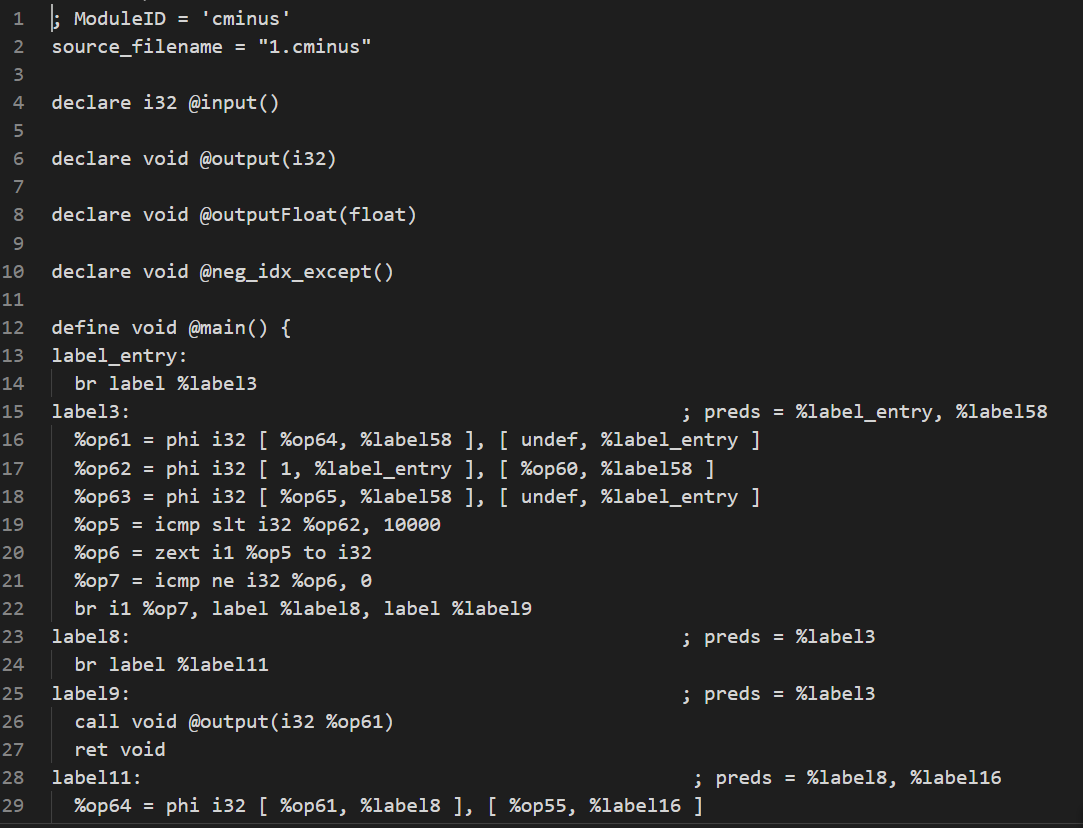 1 ; ModuleID = 'cminus'
2 source_filename = "1.cminus"
3
4 declare i32 @input()
5
6 declare void @output(i32)
7
8 declare void @outputFloat(float)
9
10 declare void @neg_idx_except()
11
12 define void @main() {
13 label_entry:
14   br label %label3
15 label3:                                                ; preds = %label_entry, %label58
16   %op61 = phi i32 [ %op64, %label58 ], [ undef, %label_entry ]
17   %op62 = phi i32 [ 1, %label_entry ], [ %op60, %label58 ]
18   %op63 = phi i32 [ %op65, %label58 ], [ undef, %label_entry ]
19   %op5 = icmp slt i32 %op62, 10000
20   %op6 = zext i1 %op5 to i32
21   %op7 = icmp ne i32 %op6, 0
22   br i1 %op7, label %label8, label %label9
23 label8:                                                ; preds = %label3
24   br label %label11
25 label9:                                                ; preds = %label3
26   call void @output(i32 %op61)
27   ret void
28 label11:                                                ; preds = %label8, %label16
29   %op64 = phi i32 [ %op61, %label8 ], [ %op55, %label16 ]